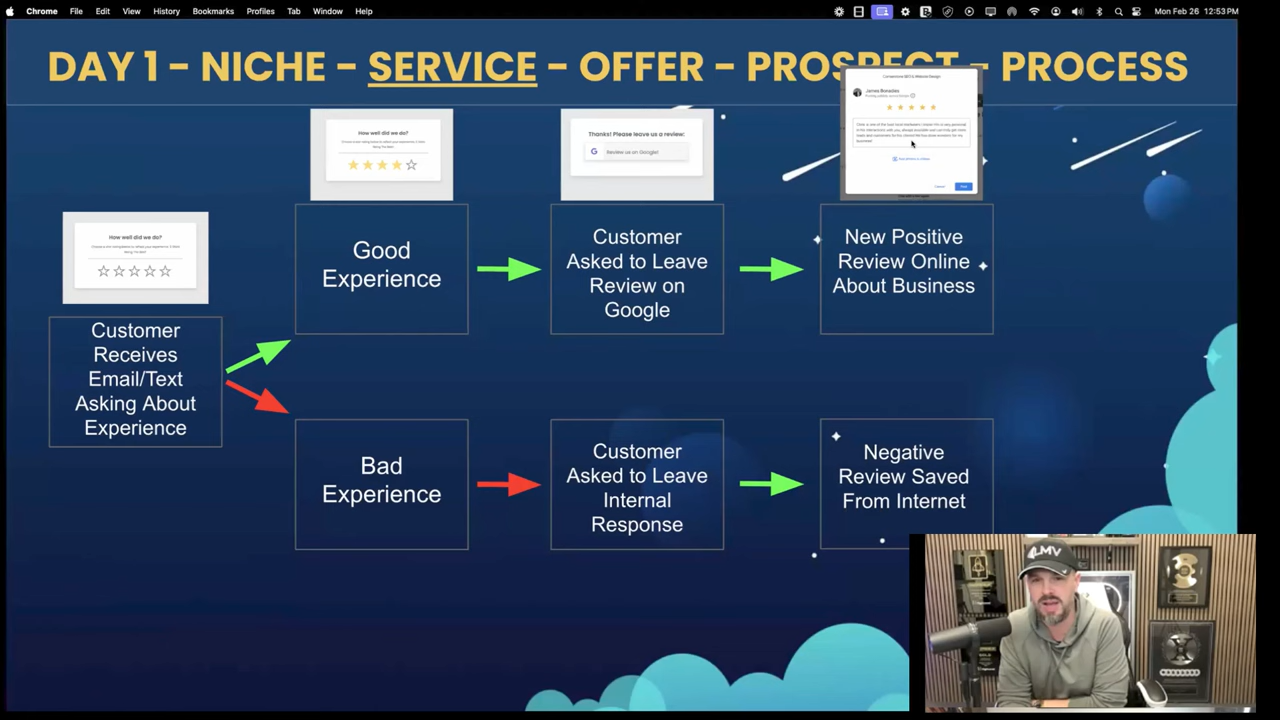 Chrome File Edit View History Bookmarks Profiles Tab Window Help Mon Feb 26 12:53 PM
DAY 1 – NICHE – SERVICE – OFFER – PROSPECT – PROCESS
How well did we do?
Thanks! Please leave us a review:
Review us on Google!
James Bonadies
Cancel
Post
How well did we do?
Good
Experience
Customer
Asked to Leave
Review on
Google
New Positive
Review Online
About Business
Customer
Receives
Email/Text
Asking About
Experience
Bad
Experience
Customer
Asked to Leave
Internal
Response
Negative
Review Saved
From Internet
LMV